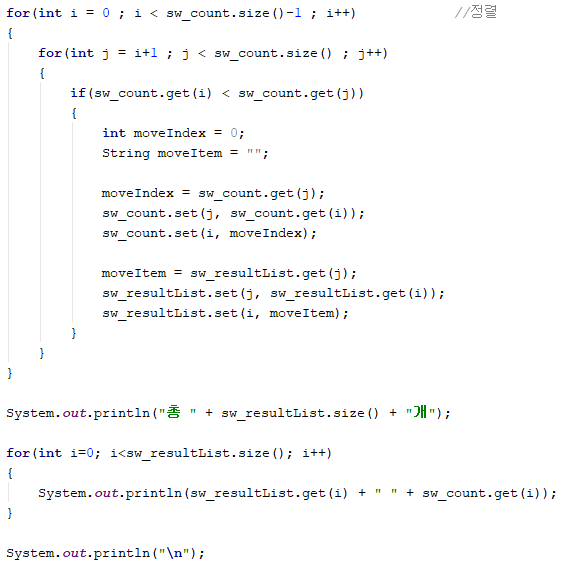 for(int i = 0 ; i < sw_count.size()-1 ; i++) //정렬
{
for(int j = i+1 ; j < sw_count.size() ; j++)
{
if(sw_count.get(i) < sw_count.get(j))
{
int moveIndex = 0;
String moveItem = "";
moveIndex = sw_count.get(j);
sw_count.set(j, sw_count.get(i));
sw_count.set(i, moveIndex);
moveItem = sw_resultList.get(j);
sw_resultList.set(j, sw_resultList.get(i));
sw_resultList.set(i, moveItem);
}
}
}
System.out.println("총 " + sw_resultList.size() + "개");
for(int i=0; i<sw_resultList.size(); i++)
{
System.out.println(sw_resultList.get(i) + " " + sw_count.get(i));
}
System.out.println("\n");